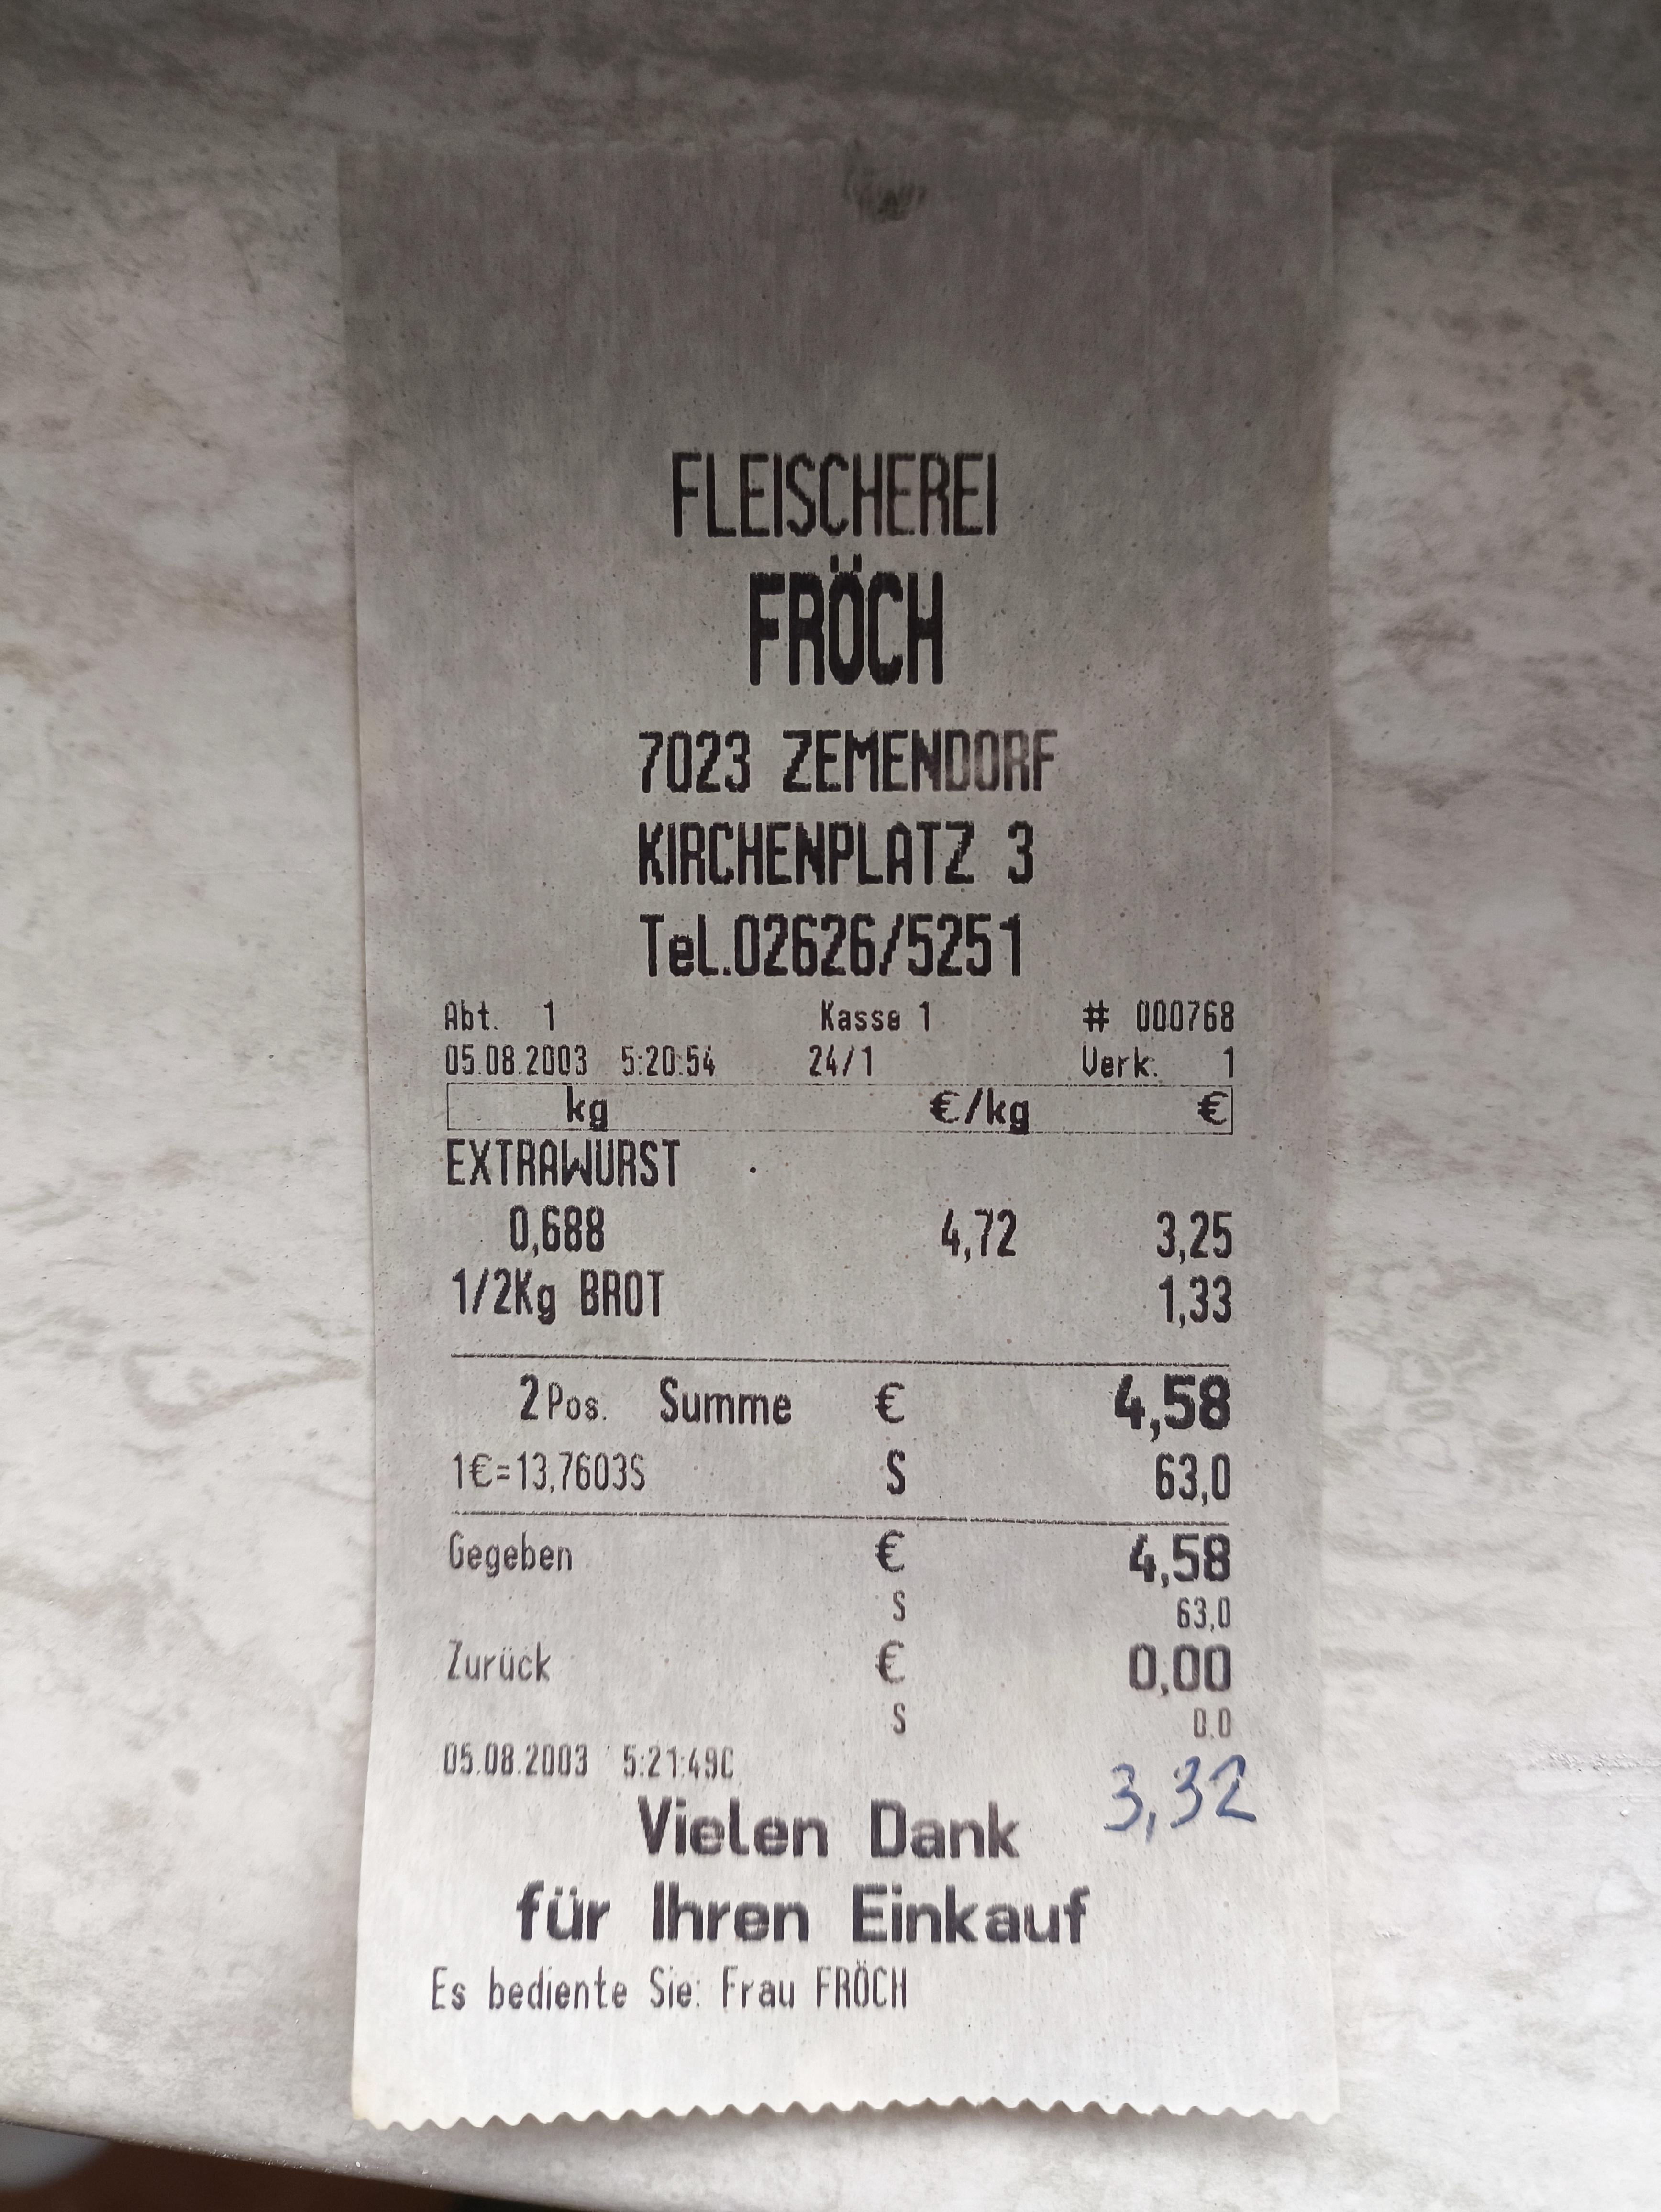 FLEISCHEREI
FRÖCH
7023 ZEMENDORF
KIRCHENPLATZ 3
Tel.02626/5251
Abt. 1 Kasse 1 # 000768
05.08.2003 5:20:54 24/1 Verk. 1
kg €/kg €
EXTRAWURST
0,688 4,72 3,25
1/2Kg BROT 1,33
2 Pos. Summe € 4,58
1€=13,7603S S 63,0
Gegeben € 4,58
S 63,0
Zurück € 0,00
S 0.0
05.08.2003 5:21:49C
3,32
Vielen Dank
für Ihren Einkauf
Es bediente Sie: Frau FRÖCH